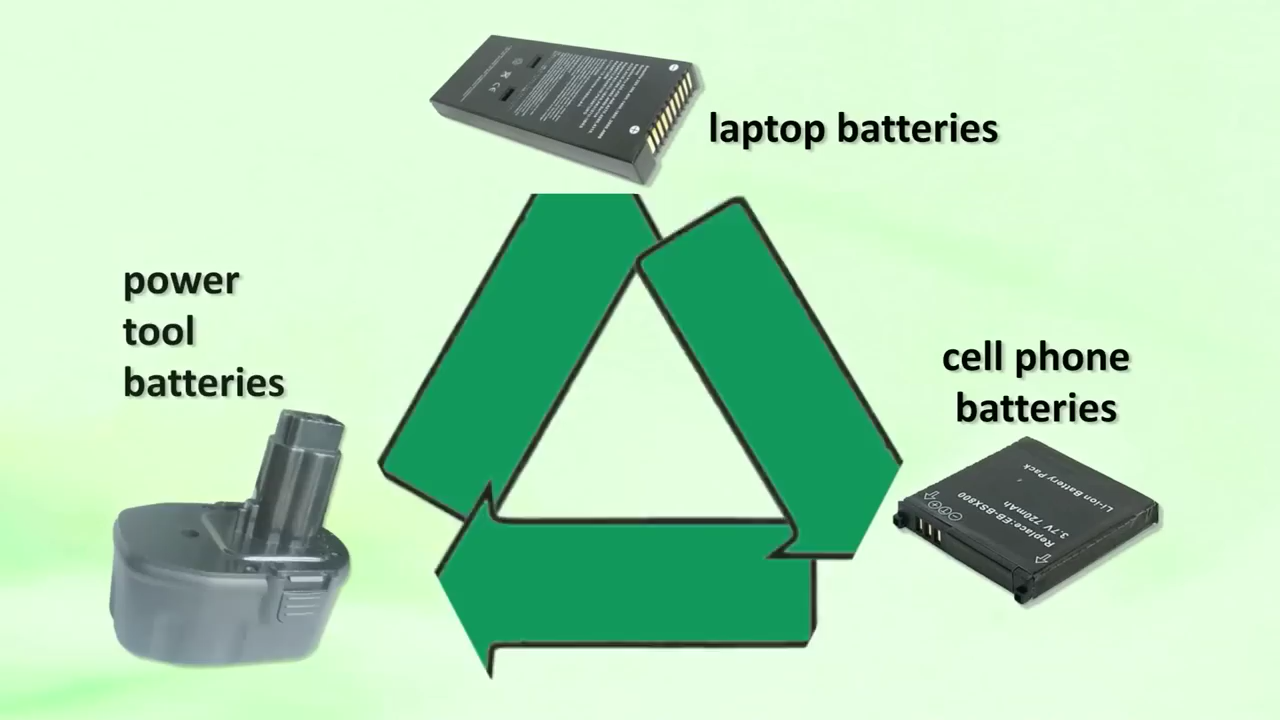 laptop batteries
power
tool
batteries
cell phone
batteries
Li-ion Battery Pack
Replace:EB-BSX800
3.7V 720mAh